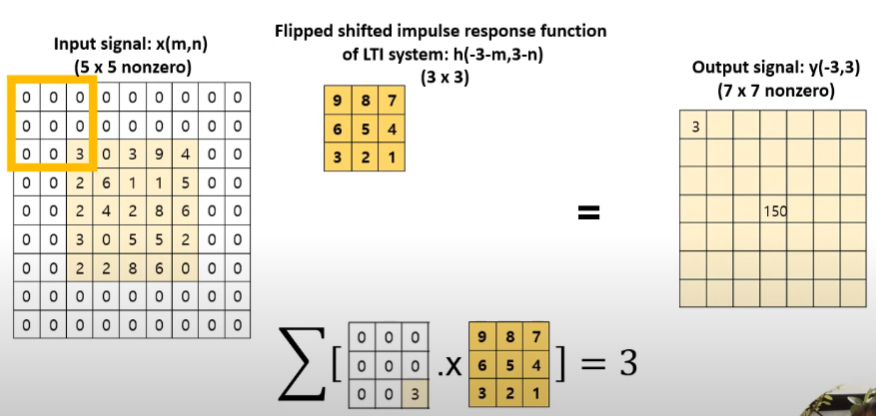 Flipped shifted impulse response function
of LTI system: h(-3-m,3-n)
(3 x 3)
Input signal: x(m,n)
(5 x 5 nonzero)
Output signal: y(-3,3)
(7 x 7 nonzero)
0 0 0 0 0 0 0 0 0
0 0 0 0 0 0 0 0 0
0 0 3 0 3 9 4 0 0
0 0 2 6 1 1 5 0 0
0 0 2 4 2 8 6 0 0
0 0 3 0 5 5 2 0 0
0 0 2 2 8 6 0 0 0
0 0 0 0 0 0 0 0 0
0 0 0 0 0 0 0 0 0
9 8 7
6 5 4
3 2 1
=
3
150
∑ [ 0 0 0 .x 9 8 7 ] = 3
0 0 0 6 5 4
0 0 3 3 2 1